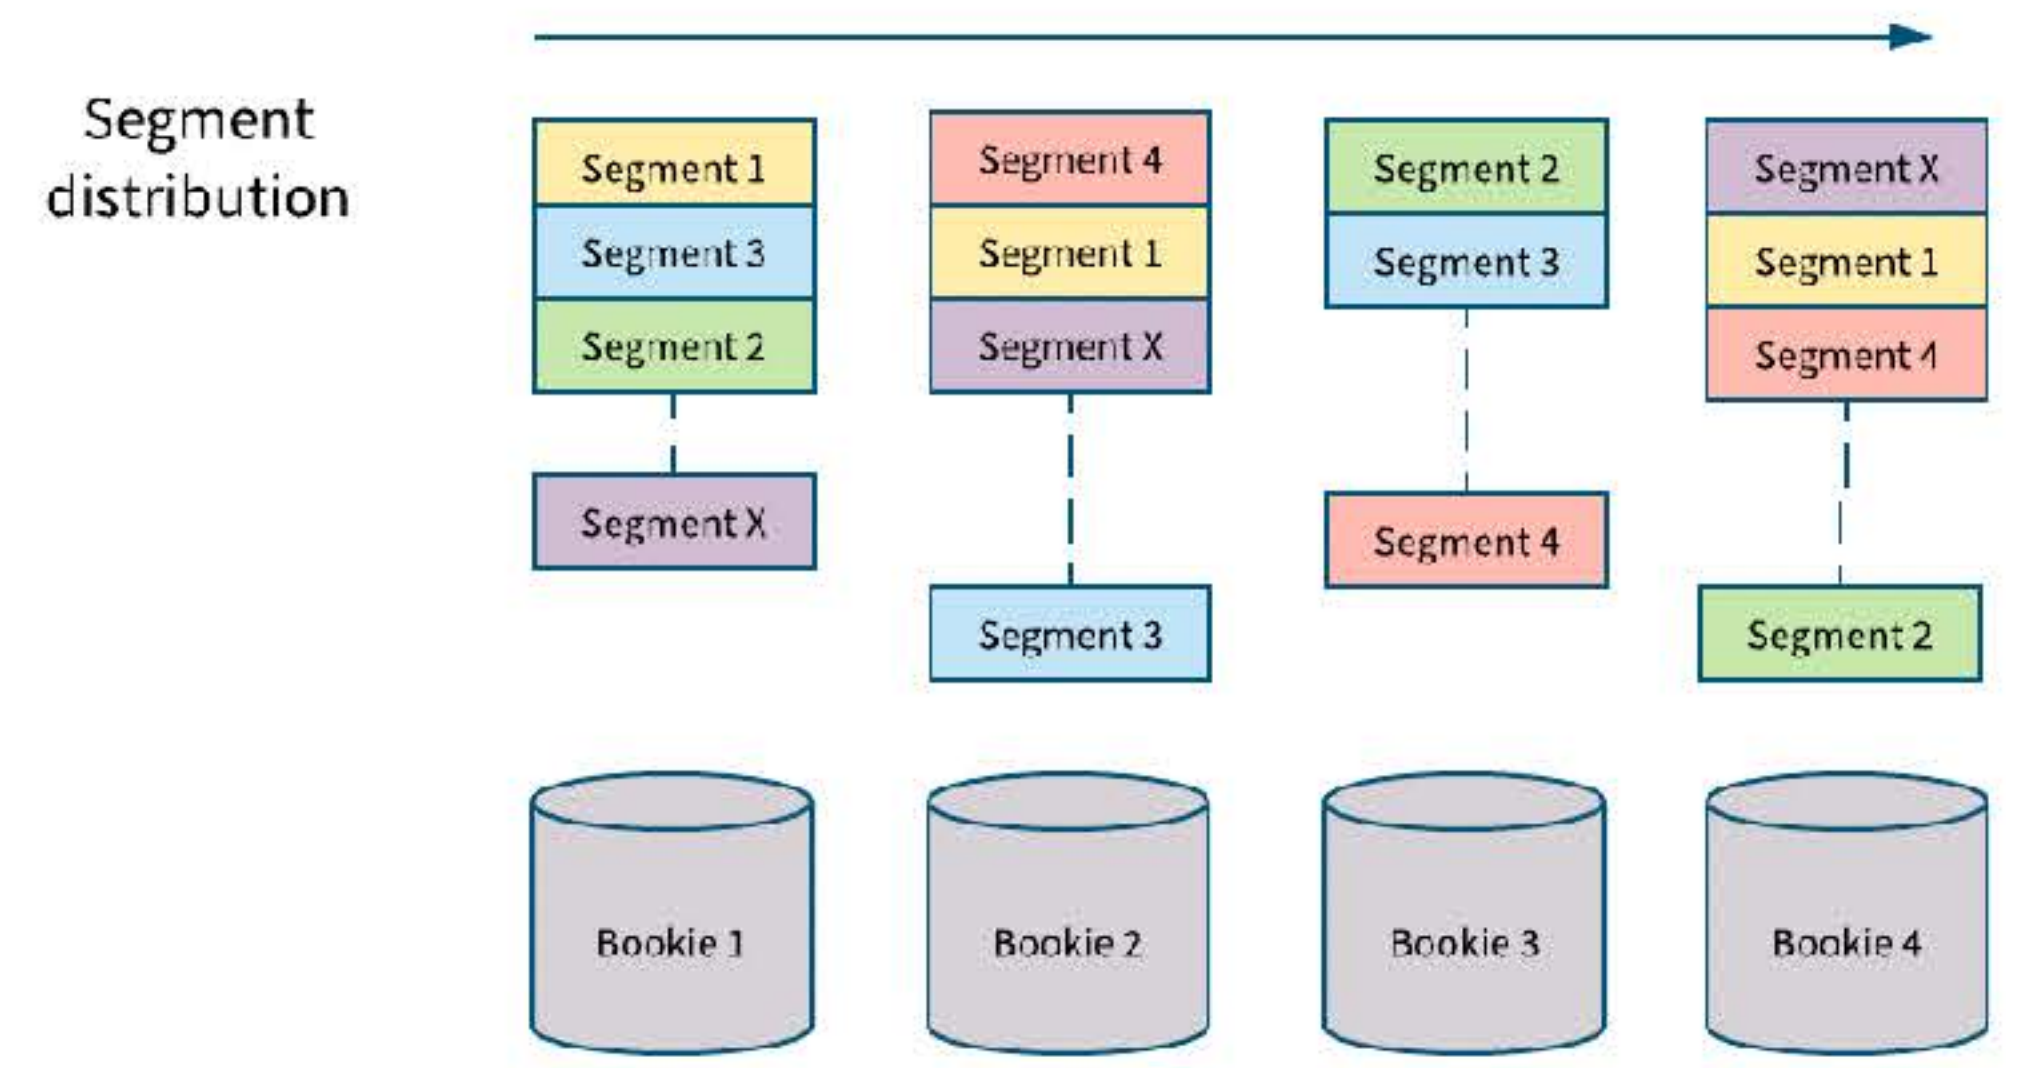 Segment
distribution
Segment 1
Segment 3
Segment 2
Segment X
Segment 4
Segment 1
Segment X
Segment 3
Segment 2
Segment 3
Segment 4
Segment X
Segment 1
Segment 4
Segment 2
Bookie 1
Bookie 2
Bookie 3
Bookie 4